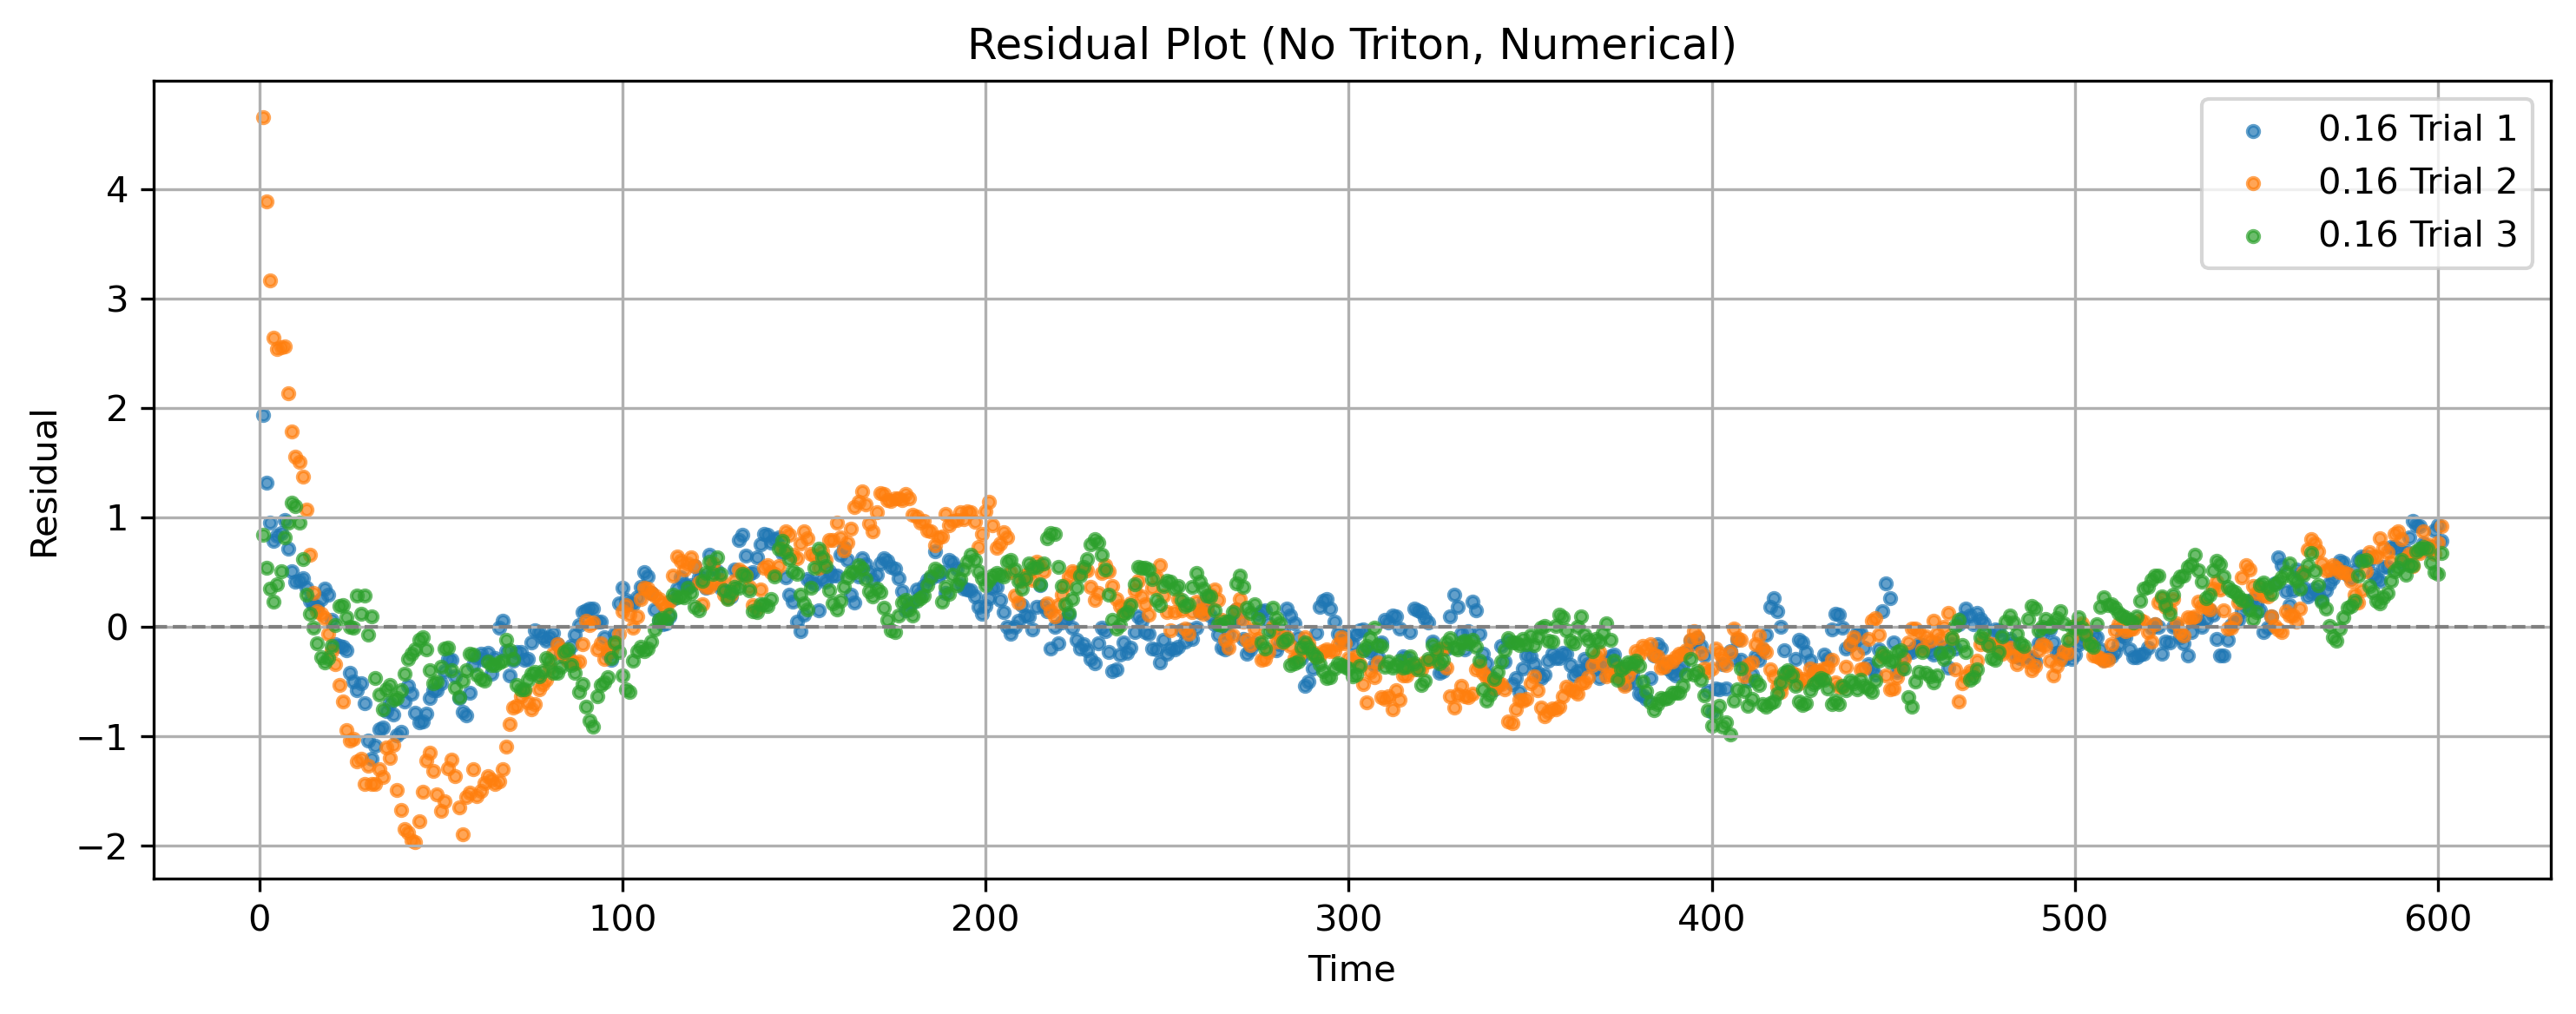 Residual Plot (No Triton, Numerical)
0.16 Trial 1
0.16 Trial 2
0.16 Trial 3
Residual
4
3
2
1
0
−1
−2
0 100 200 300 400 500 600
Time